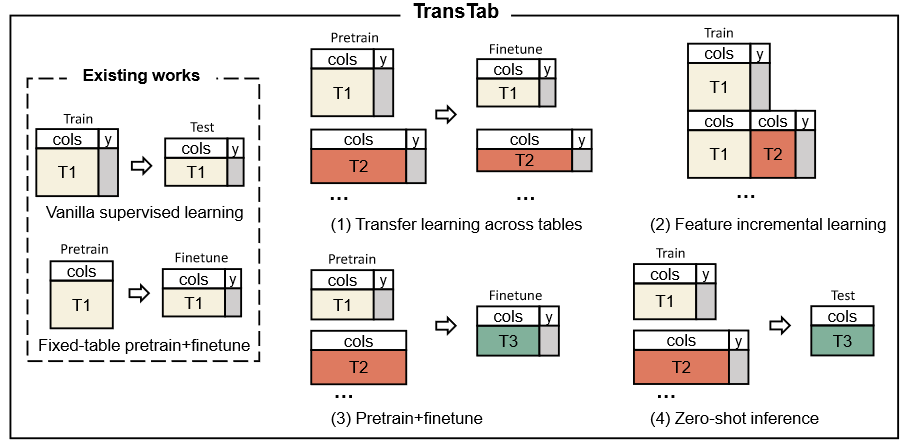 TransTab
Existing works
Train
cols y
T1
Test
cols y
T1
Vanilla supervised learning
Pretrain
cols
T1
Finetune
cols y
T1
Fixed-table pretrain+finetune
Pretrain
cols y
T1
cols y
T2
...
Finetune
cols y
T1
cols y
T2
...
(1) Transfer learning across tables
Train
cols y
T1
cols cols y
T1 T2
...
(2) Feature incremental learning
Pretrain
cols y
T1
cols
T2
...
Finetune
cols y
T3
(3) Pretrain+finetune
Train
cols y
T1
cols y
T2
...
Test
cols
T3
(4) Zero-shot inference